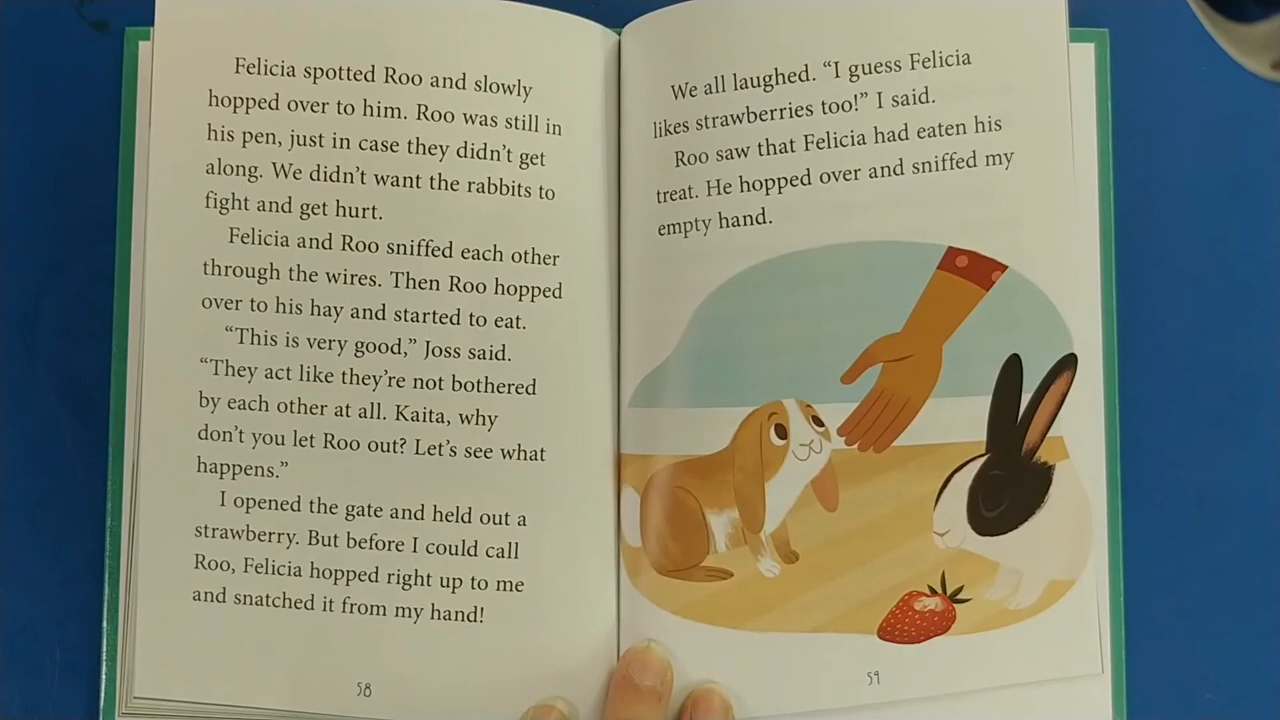 Felicia spotted Roo and slowly
hopped over to him. Roo was still in
his pen, just in case they didn’t get
along. We didn’t want the rabbits to
fight and get hurt.
Felicia and Roo sniffed each other
through the wires. Then Roo hopped
over to his hay and started to eat.
“This is very good,” Joss said.
“They act like they’re not bothered
by each other at all. Kaita, why
don’t you let Roo out? Let’s see what
happens.”
I opened the gate and held out a
strawberry. But before I could call
Roo, Felicia hopped right up to me
and snatched it from my hand!
58
We all laughed. “I guess Felicia
likes strawberries too!” I said.
Roo saw that Felicia had eaten his
treat. He hopped over and sniffed my
empty hand.
59